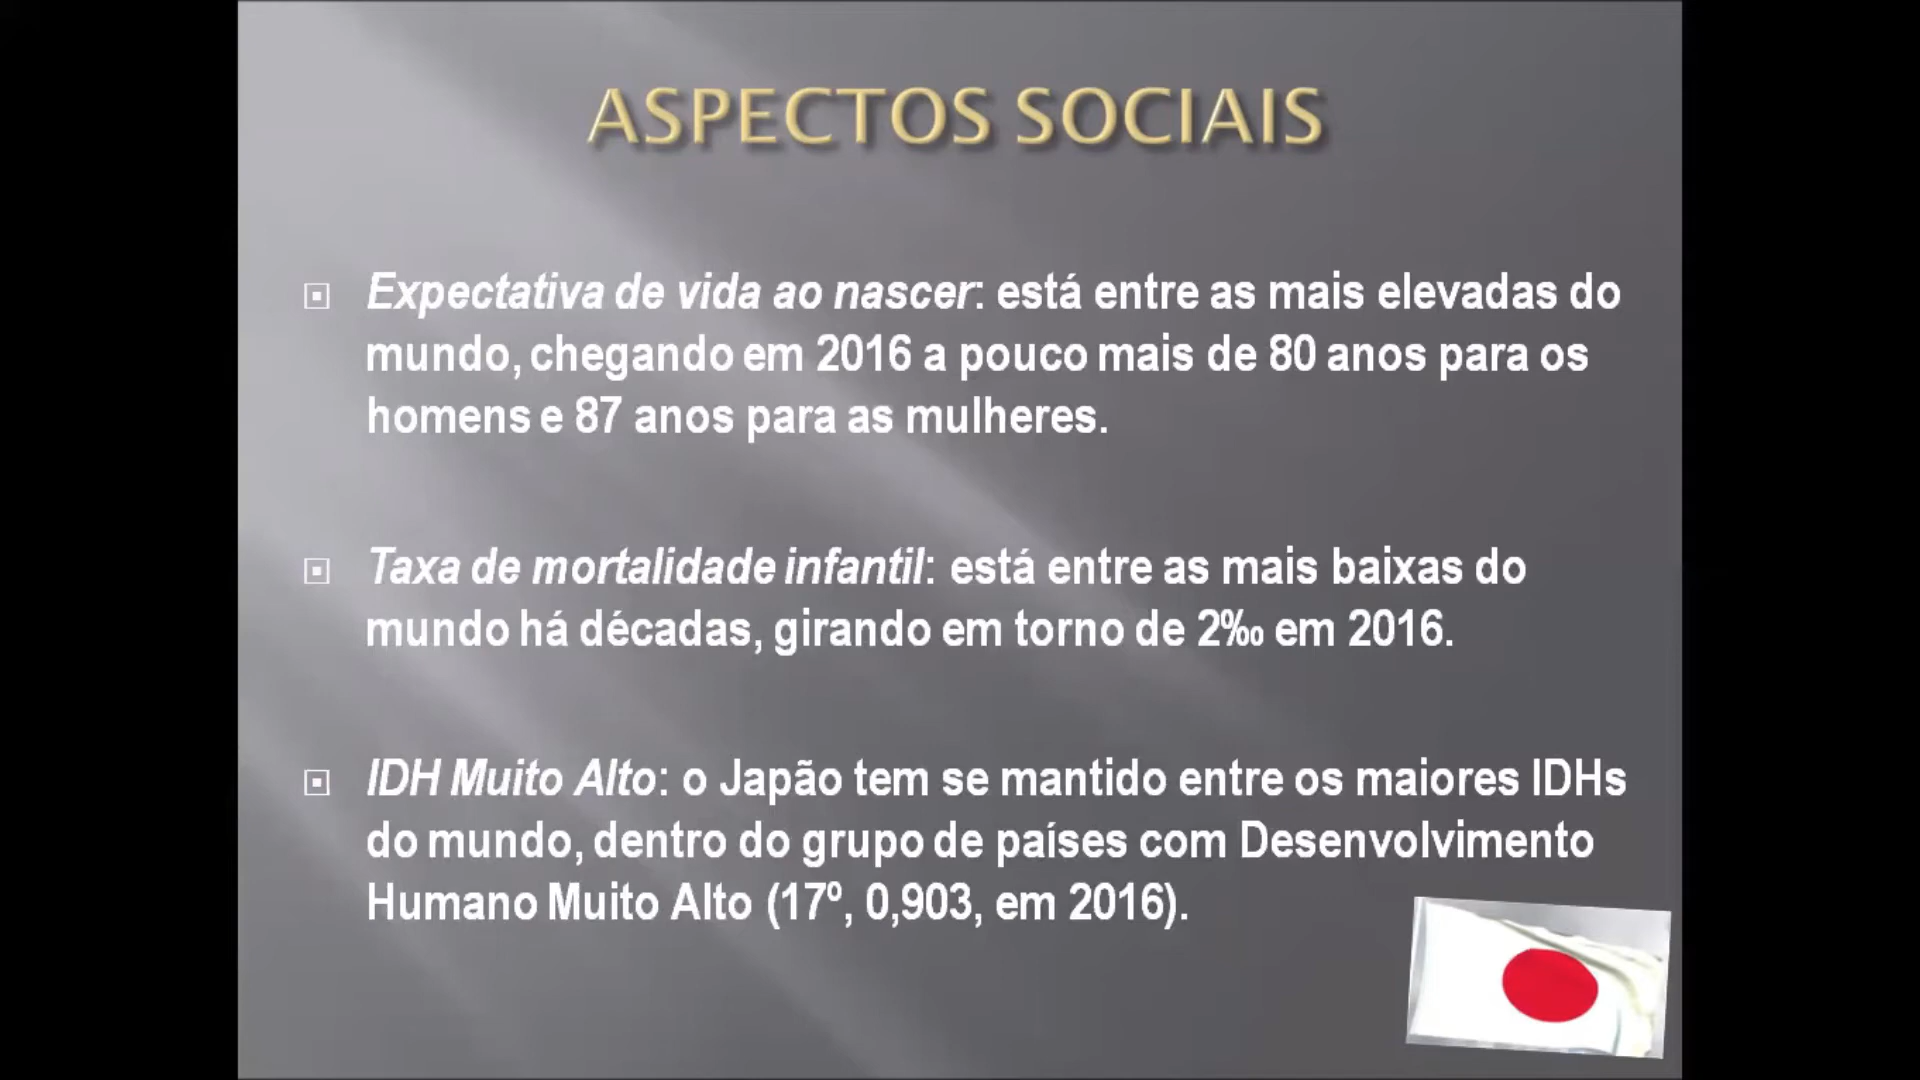 ASPECTOS SOCIAIS
Expectativa de vida ao nascer: está entre as mais elevadas do
mundo, chegando em 2016 a pouco mais de 80 anos para os
homens e 87 anos para as mulheres.
Taxa de mortalidade infantil: está entre as mais baixas do
mundo há décadas, girando em torno de 2‰ em 2016.
IDH Muito Alto: o Japão tem se mantido entre os maiores IDHs
do mundo, dentro do grupo de países com Desenvolvimento
Humano Muito Alto (17º, 0,903, em 2016).